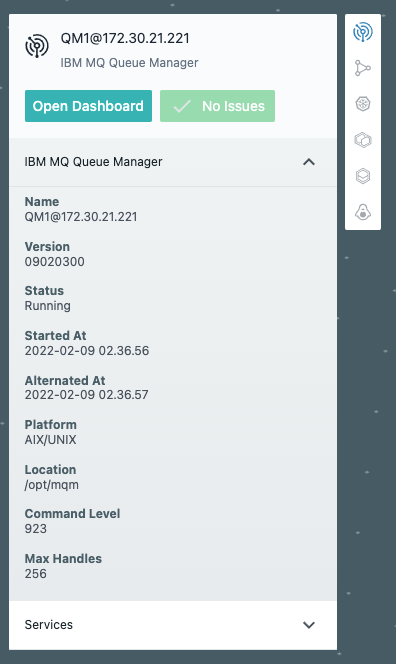 QM1@172.30.21.221
IBM MQ Queue Manager
Open Dashboard
No Issues
IBM MQ Queue Manager
Name
QM1@172.30.21.221
Version
09020300
Status
Running
Started At
2022-02-09 02.36.56
Alternated At
2022-02-09 02.36.57
Platform
AIX/UNIX
Location
/opt/mqm
Command Level
923
Max Handles
256
Services